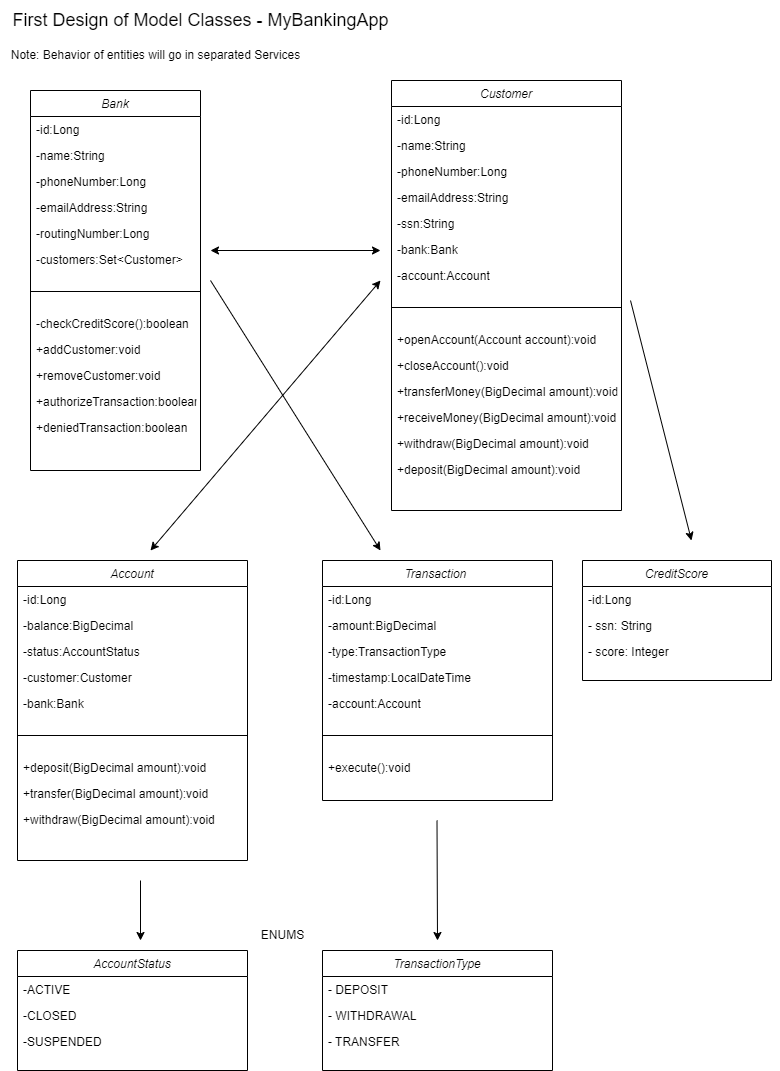 First Design of Model Classes - MyBankingApp
Note: Behavior of entities will go in separated Services
Bank
-id:Long
-name:String
-phoneNumber:Long
-emailAddress:String
-routingNumber:Long
-customers:Set<Customer>
-checkCreditScore():boolean
+addCustomer:void
+removeCustomer:void
+authorizeTransaction:boolean
+deniedTransaction:boolean
Customer
-id:Long
-name:String
-phoneNumber:Long
-emailAddress:String
-ssn:String
-bank:Bank
-account:Account
+openAccount(Account account):void
+closeAccount():void
+transferMoney(BigDecimal amount):void
+receiveMoney(BigDecimal amount):void
+withdraw(BigDecimal amount):void
+deposit(BigDecimal amount):void
Account
-id:Long
-balance:BigDecimal
-status:AccountStatus
-customer:Customer
-bank:Bank
+deposit(BigDecimal amount):void
+transfer(BigDecimal amount):void
+withdraw(BigDecimal amount):void
Transaction
-id:Long
-amount:BigDecimal
-type:TransactionType
-timestamp:LocalDateTime
-account:Account
+execute():void
CreditScore
-id:Long
- ssn: String
- score: Integer
ENUMS
AccountStatus
-ACTIVE
-CLOSED
-SUSPENDED
TransactionType
- DEPOSIT
- WITHDRAWAL
- TRANSFER